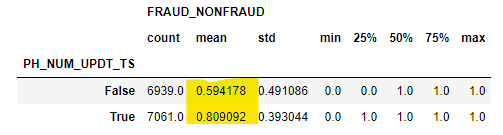 FRAUD_NONFRAUD
count mean std min 25% 50% 75% max
PH_NUM_UPDT_TS
False 6939.0 0.594178 0.491086 0.0 0.0 1.0 1.0 1.0
True 7061.0 0.809092 0.393044 0.0 1.0 1.0 1.0 1.0